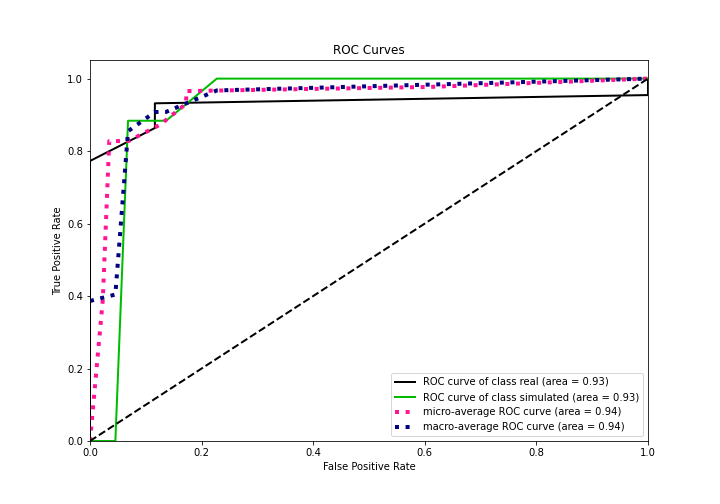 ROC Curves
True Positive Rate
1.0
0.8
0.6
0.4
0.2
0.0
0.0 0.2 0.4 0.6 0.8 1.0
False Positive Rate
ROC curve of class real (area = 0.93)
ROC curve of class simulated (area = 0.93)
micro-average ROC curve (area = 0.94)
macro-average ROC curve (area = 0.94)